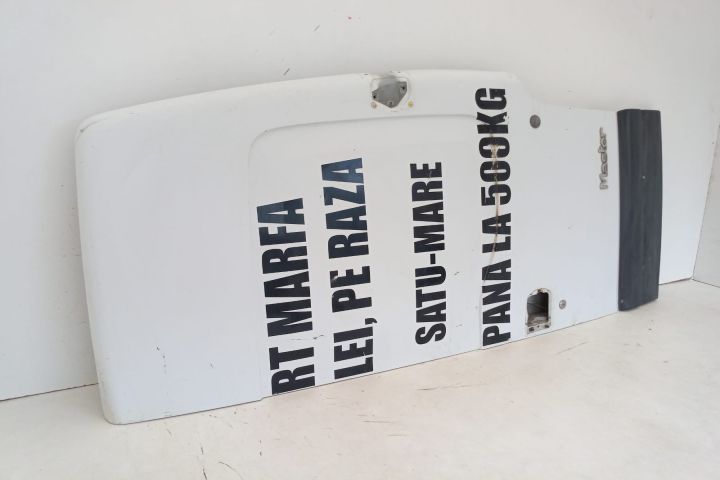 RT MARFA
LEI, PE RAZA
SATU-MARE
PANA LA 500KG
Master